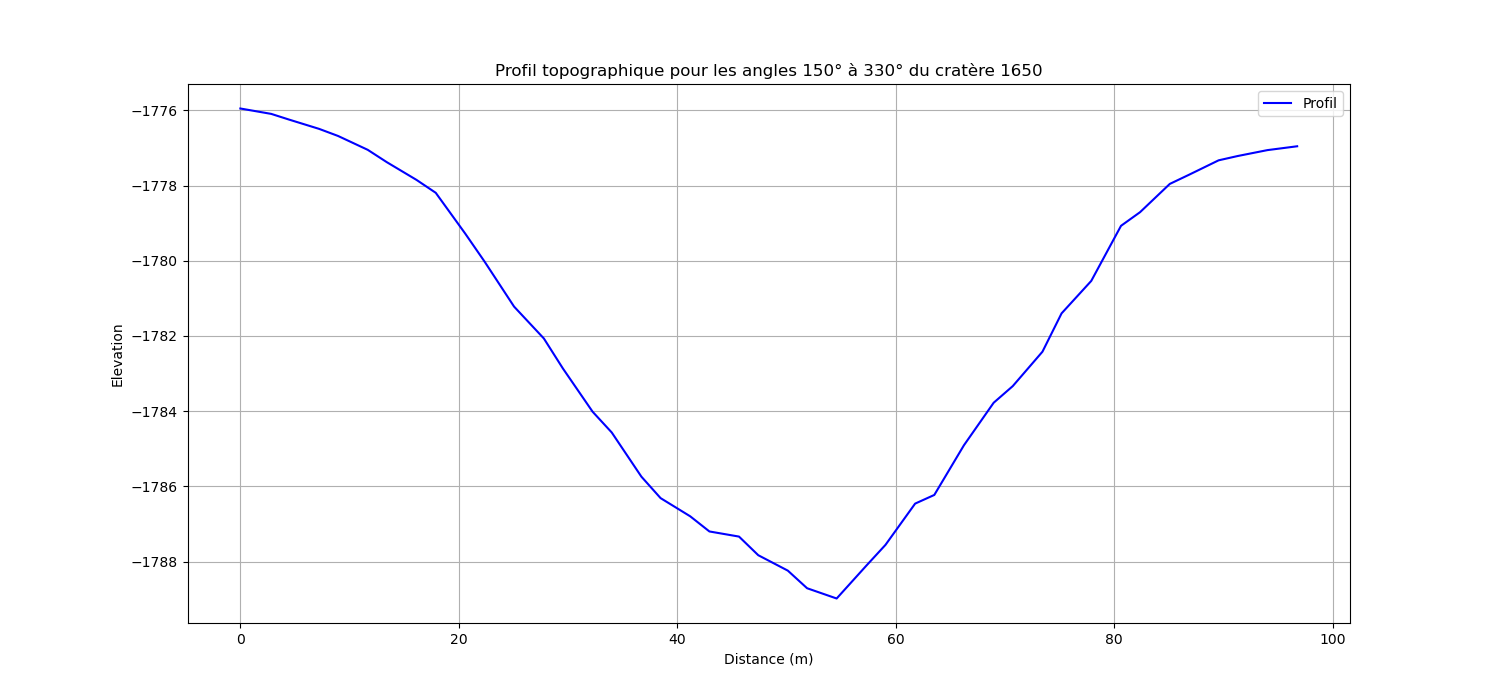 Profil topographique pour les angles 150° à 330° du cratère 1650
Profil
−1776
−1778
−1780
−1782
−1784
−1786
−1788
Elevation
0 20 40 60 80 100
Distance (m)